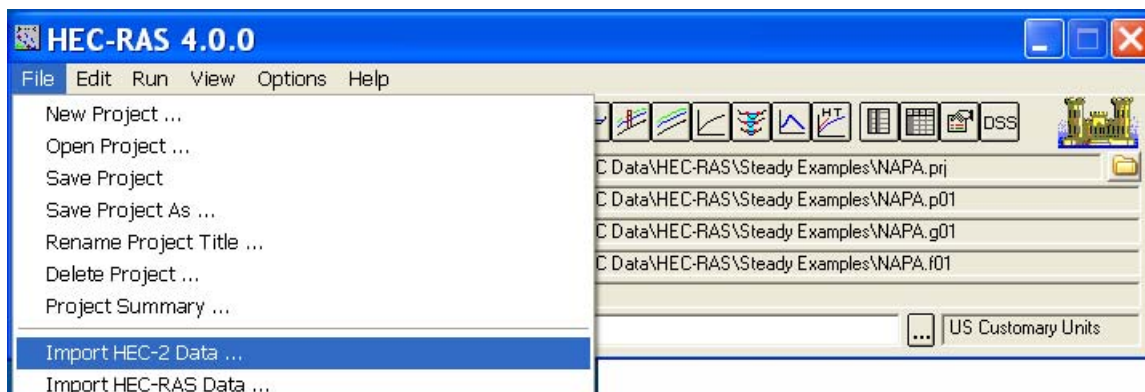 HEC-RAS 4.0.0
File Edit Run View Options Help
New Project ...
Open Project ...
Save Project
Save Project As ...
Rename Project Title ...
Delete Project ...
Project Summary ...
Import HEC-2 Data ...
Import HEC-RAS Data ...
HT DSS
C Data\HEC-RAS\Steady Examples\NAPA.prj
C Data\HEC-RAS\Steady Examples\NAPA.p01
C Data\HEC-RAS\Steady Examples\NAPA.g01
C Data\HEC-RAS\Steady Examples\NAPA.f01
... US Customary Units